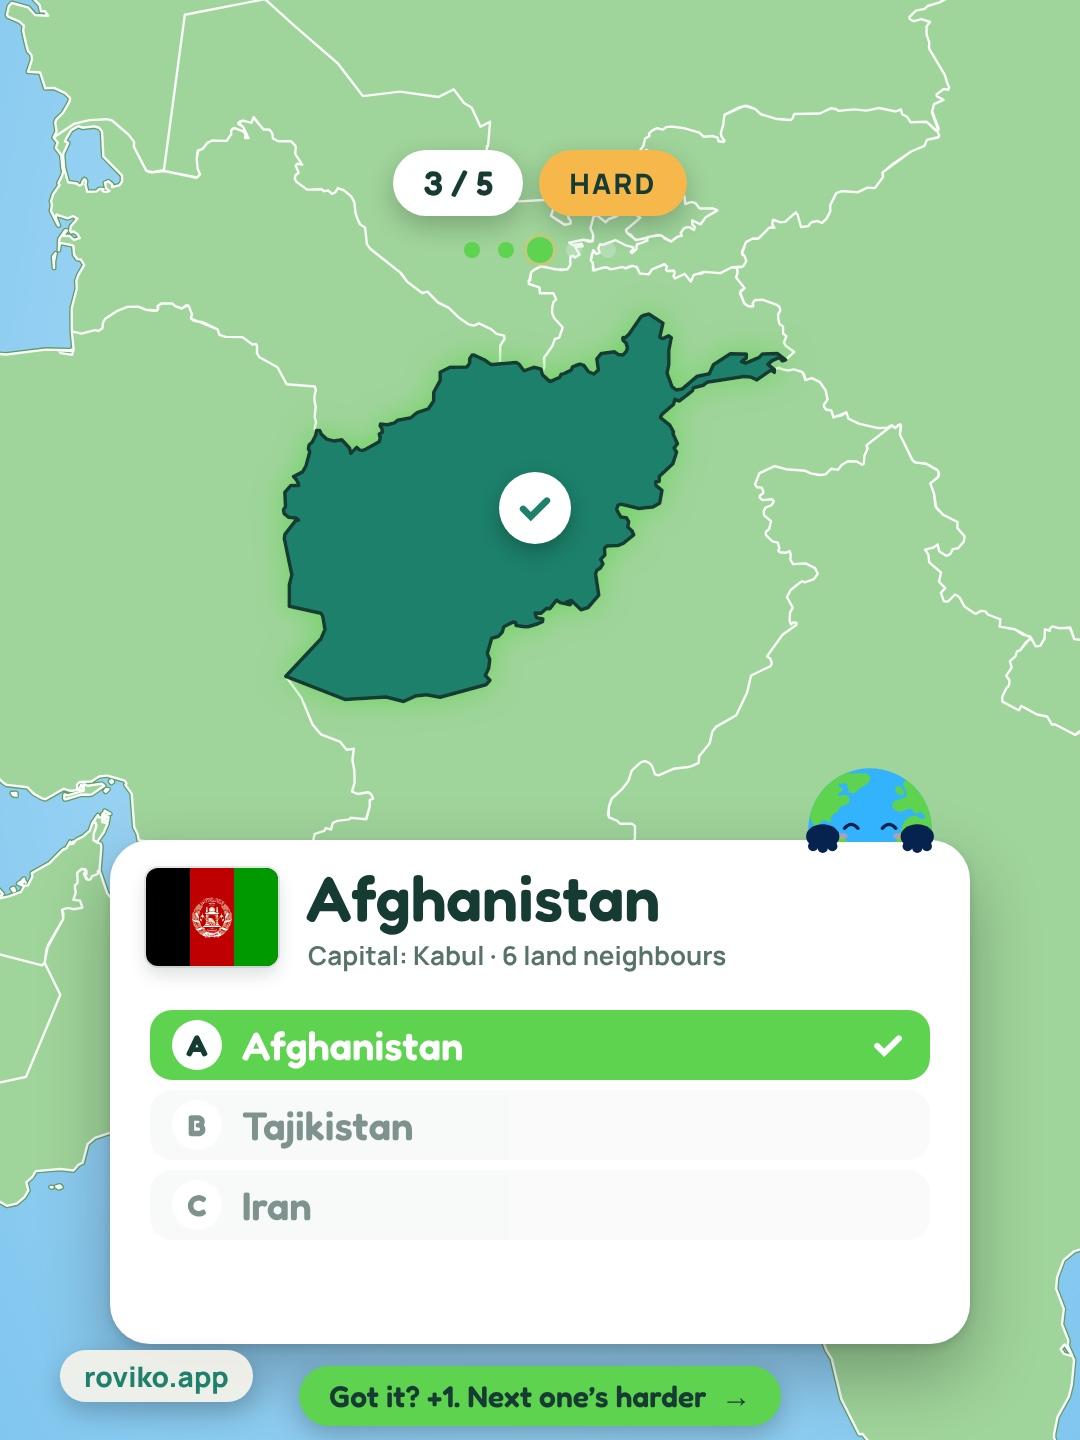 3 / 5
HARD
Afghanistan
Capital: Kabul · 6 land neighbours
A Afghanistan
B Tajikistan
C Iran
roviko.app
Got it? +1. Next one’s harder →